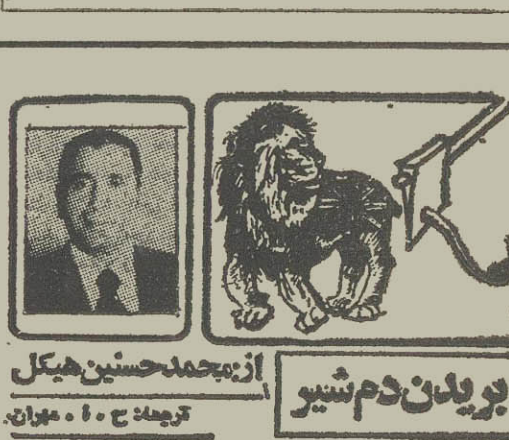 بریدن دم شیر
از: محمد حسنین هیکل
ترجمه: ح . ا . مهران